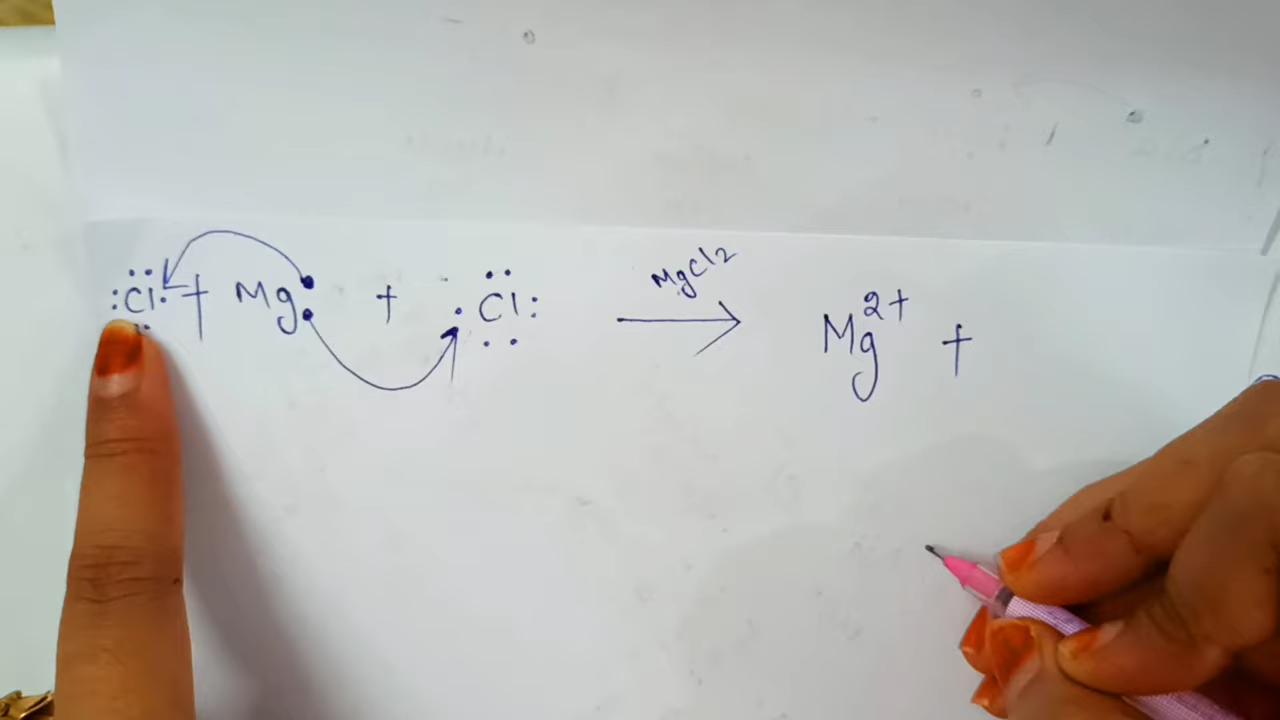 :Cl· + Mg: + ·Cl: MgCl2 → Mg2+ +